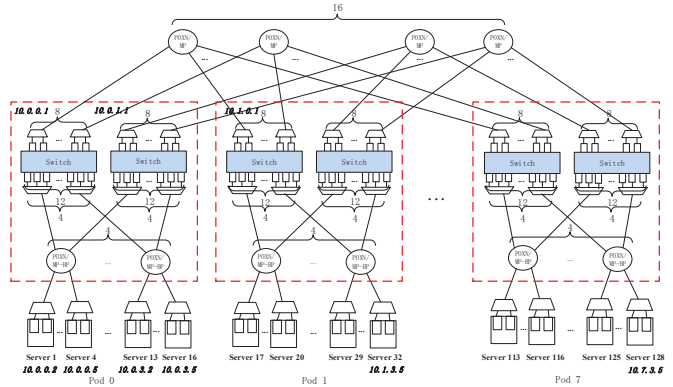 16
POXN/ MP POXN/ MP POXN/ MP POXN/ MP
... ... ... ...
10.0.0.1 8 10.0.1.1 8 10.1.0.1 8 8 8 8
... ... ... ... ... ...
Switch Switch Switch Switch Switch Switch
... ... ... ... ... ...
12 12 12 12 12 12
...
4 4 4 4 4 4
4 4 4
POXN/ MP-BP ... POXN/ MP-BP POXN/ MP-BP ... POXN/ MP-BP POXN/ MP-BP ... POXN/ MP-BP
... ... ... ... ... ...
Server 1 Server 4 Server 13 Server 16 Server 17 Server 20 Server 29 Server 32 Server 113 Server 116 Server 125 Server 128
10.0.0.2 10.0.0.5 10.0.3.2 10.0.3.5 10.1.3.5 10.7.3.5
Pod 0 Pod 1 Pod 7